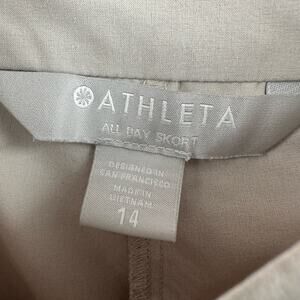 ATHLETA
ALL DAY SKORT
DESIGNED IN
SAN FRANCISCO
MADE IN
VIETNAM
14